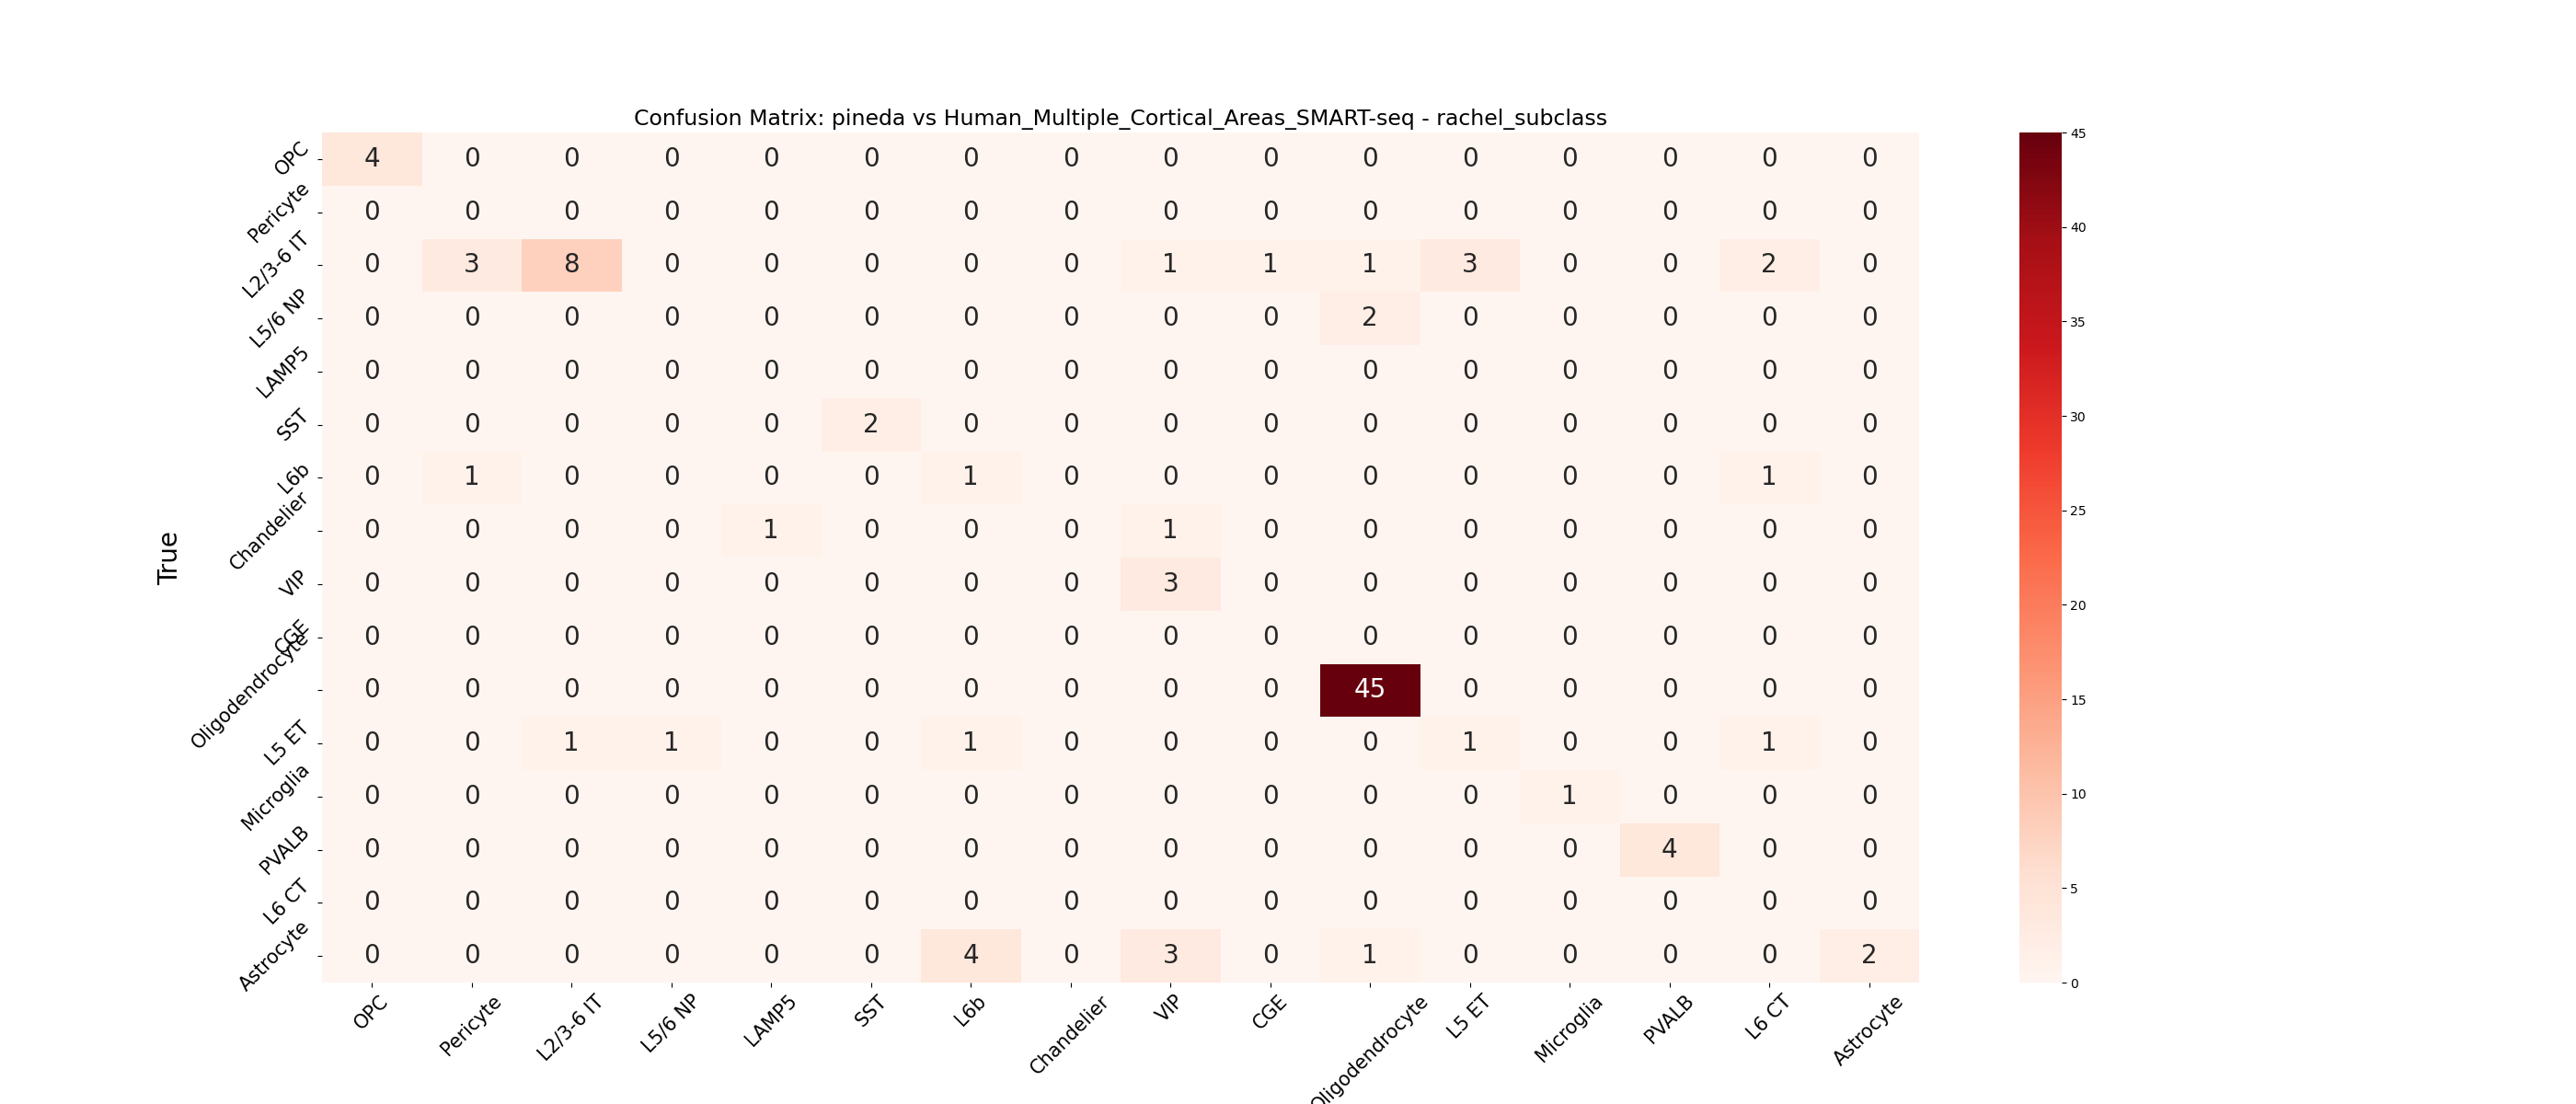 Confusion Matrix: pineda vs Human_Multiple_Cortical_Areas_SMART-seq - rachel_subclass
True
OPC 4 0 0 0 0 0 0 0 0 0 0 0 0 0 0 0
Pericyte 0 0 0 0 0 0 0 0 0 0 0 0 0 0 0 0
L2/3-6 IT 0 3 8 0 0 0 0 0 1 1 1 3 0 0 2 0
L5/6 NP 0 0 0 0 0 0 0 0 0 0 2 0 0 0 0 0
LAMP5 0 0 0 0 0 0 0 0 0 0 0 0 0 0 0 0
SST 0 0 0 0 0 2 0 0 0 0 0 0 0 0 0 0
L6b 0 1 0 0 0 0 1 0 0 0 0 0 0 0 1 0
Chandelier 0 0 0 0 1 0 0 0 1 0 0 0 0 0 0 0
VIP 0 0 0 0 0 0 0 0 3 0 0 0 0 0 0 0
CGE 0 0 0 0 0 0 0 0 0 0 0 0 0 0 0 0
Oligodendrocyte 0 0 0 0 0 0 0 0 0 0 45 0 0 0 0 0
L5 ET 0 0 1 1 0 0 1 0 0 0 0 1 0 0 1 0
Microglia 0 0 0 0 0 0 0 0 0 0 0 0 1 0 0 0
PVALB 0 0 0 0 0 0 0 0 0 0 0 0 0 4 0 0
L6 CT 0 0 0 0 0 0 0 0 0 0 0 0 0 0 0 0
Astrocyte 0 0 0 0 0 0 4 0 3 0 1 0 0 0 0 2
OPC Pericyte L2/3-6 IT L5/6 NP LAMP5 SST L6b Chandelier VIP CGE Oligodendrocyte L5 ET Microglia PVALB L6 CT Astrocyte
45
40
35
30
25
20
15
10
5
0